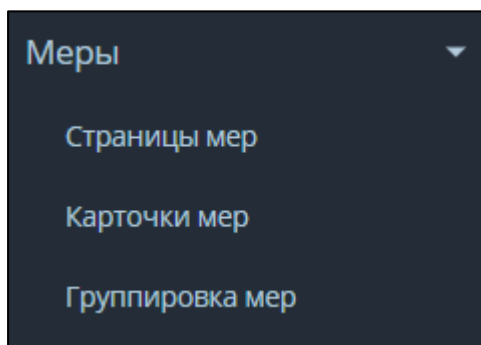 Меры
Страницы мер
Карточки мер
Группировка мер